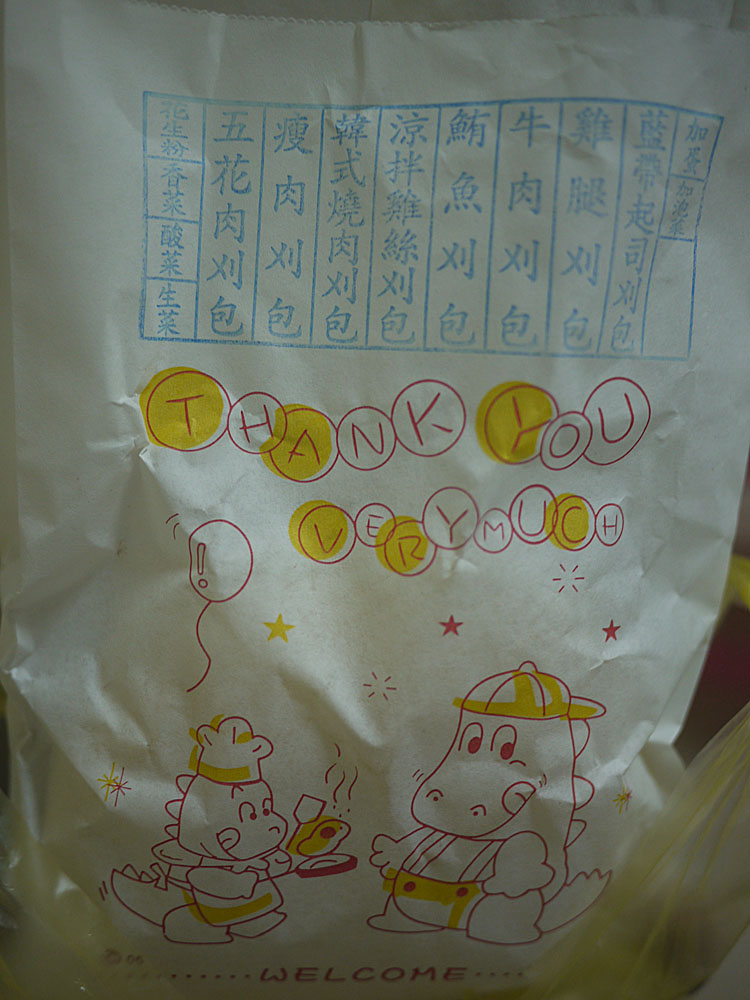 加蛋
加泡菜
藍帶起司刈包
雞腿刈包
牛肉刈包
鮪魚刈包
涼拌雞絲刈包
韓式燒肉刈包
瘦肉刈包
五花肉刈包
花生粉
香菜
酸菜
生菜
THANK YOU
VERY MUCH
!
WELCOME